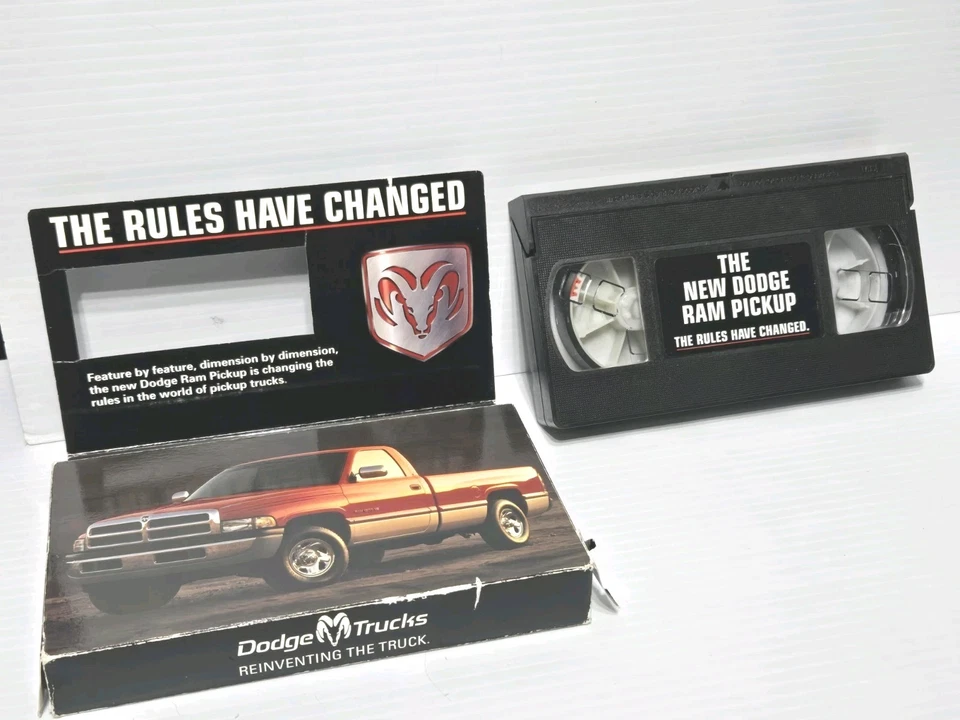 THE RULES HAVE CHANGED
Feature by feature, dimension by dimension,
the new Dodge Ram Pickup is changing the
rules in the world of pickup trucks.
Dodge Trucks
REINVENTING THE TRUCK.
THE
NEW DODGE
RAM PICKUP
THE RULES HAVE CHANGED.